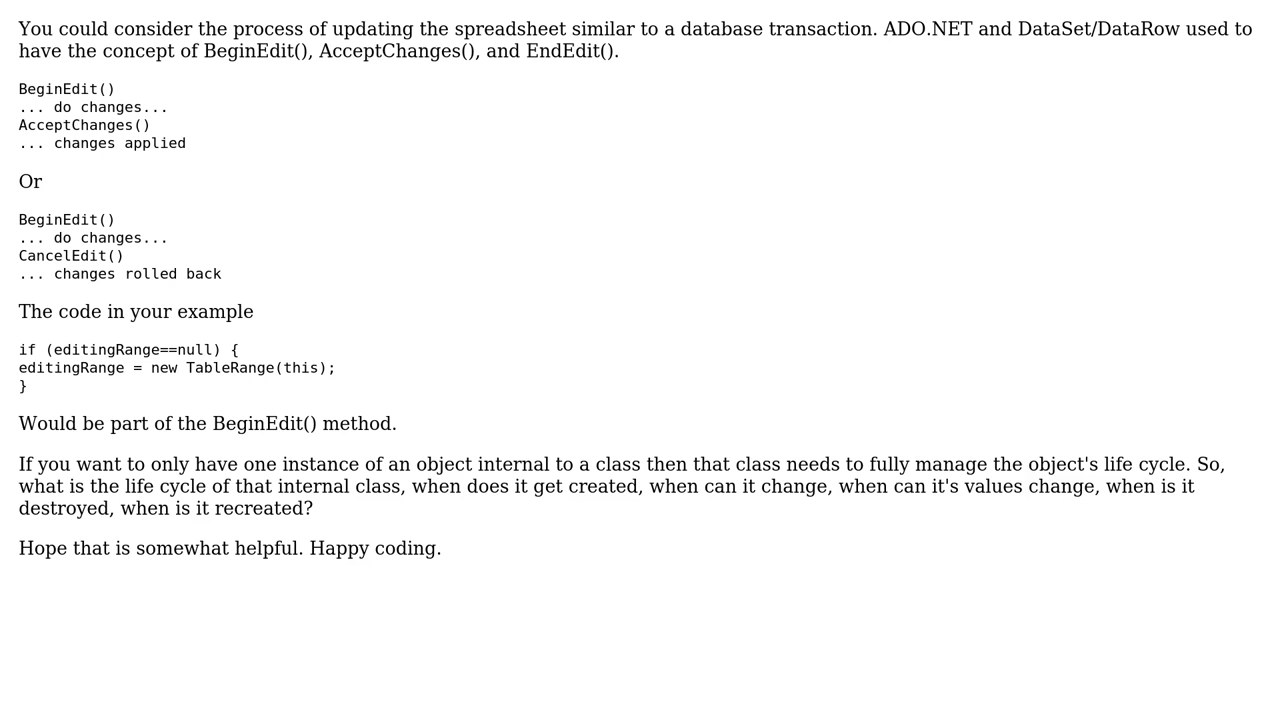 You could consider the process of updating the spreadsheet similar to a database transaction. ADO.NET and DataSet/DataRow used to
have the concept of BeginEdit(), AcceptChanges(), and EndEdit().
BeginEdit()
... do changes...
AcceptChanges()
... changes applied
Or
BeginEdit()
... do changes...
CancelEdit()
... changes rolled back
The code in your example
if (editingRange==null) {
editingRange = new TableRange(this);
}
Would be part of the BeginEdit() method.
If you want to only have one instance of an object internal to a class then that class needs to fully manage the object's life cycle. So,
what is the life cycle of that internal class, when does it get created, when can it change, when can it's values change, when is it
destroyed, when is it recreated?
Hope that is somewhat helpful. Happy coding.